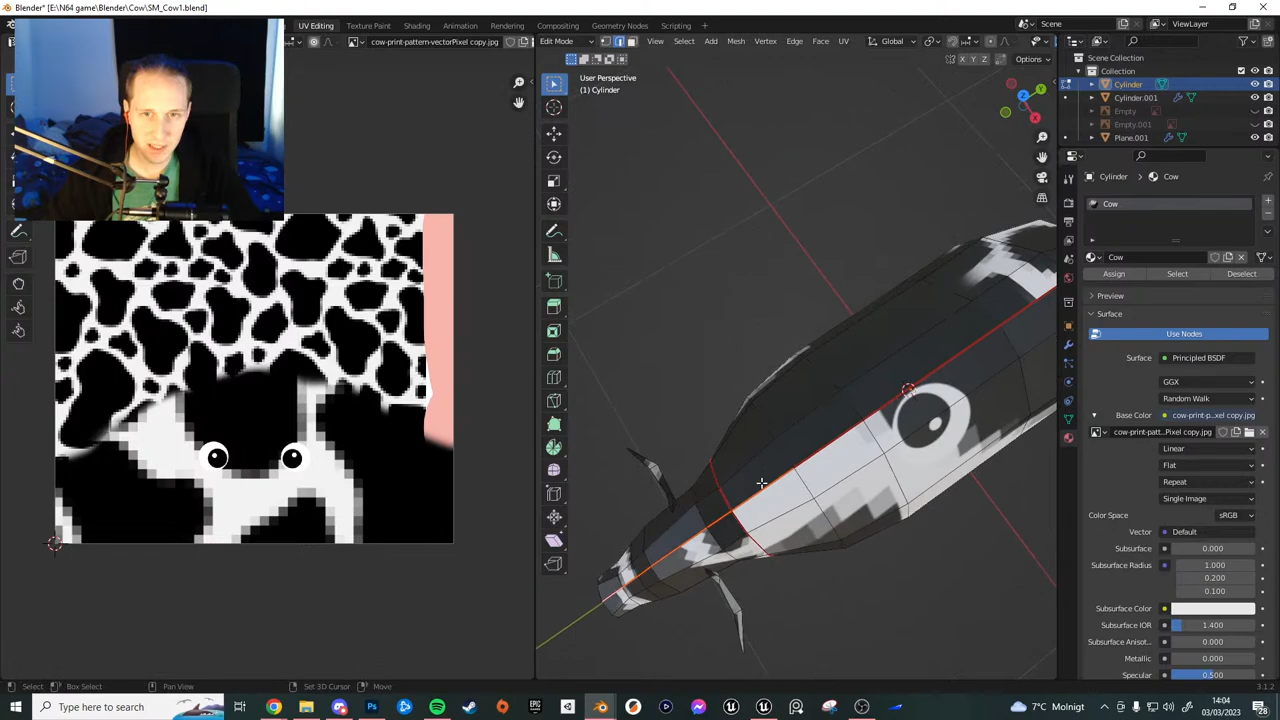 Blender* [E:\N64 game\Blender\Cow\SM_Cow1.blend]
UV Editing
Texture Paint
Shading
Animation
Rendering
Compositing
Geometry Nodes
Scripting
+
Scene
ViewLayer
cow-print-pattern-vectorPixel copy.jpg
Edit Mode
View
Select
Add
Mesh
Vertex
Edge
Face
UV
Global
X Y Z
Options
User Perspective
(1) Cylinder
Scene Collection
Collection
Cylinder
Cylinder.001
Empty
Empty.001
Plane.001
Cylinder
Cow
Cow
Cow
Assign
Select
Deselect
Preview
Surface
Use Nodes
Surface
Principled BSDF
GGX
Random Walk
Base Color
cow-print-p...xel copy.jpg
cow-print-patt...Pixel copy.jpg
Linear
Flat
Repeat
Single Image
Color Space
sRGB
Vector
Default
Subsurface
0.000
Subsurface Radius
1.000
0.200
0.100
Subsurface Color
Subsurface IOR
1.400
Subsurface Anisot..
0.000
Metallic
0.000
Specular
0.500
Select
Box Select
Pan View
Set 3D Cursor
Move
3.1.2
Type here to search
7°C Molnigt
14:04
03/03/2023
28